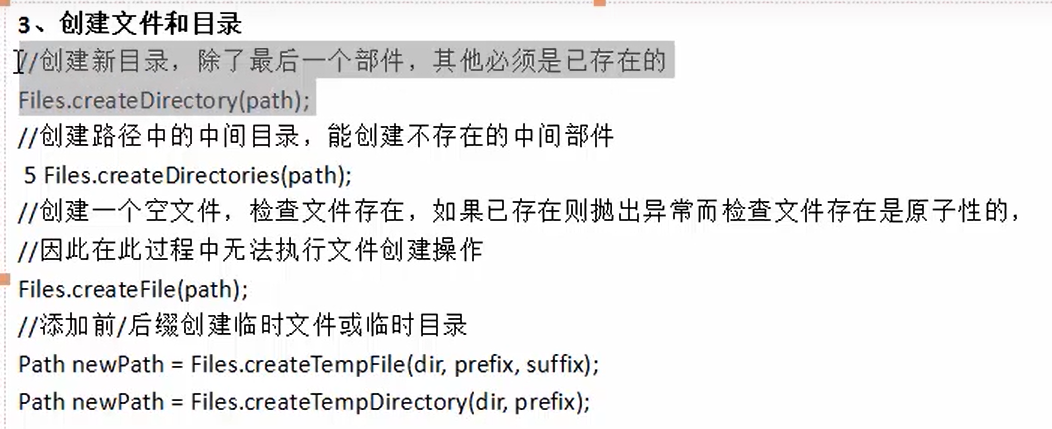 3、创建文件和目录
//创建新目录，除了最后一个部件，其他必须是已存在的
Files.createDirectory(path);
//创建路径中的中间目录，能创建不存在的中间部件
5 Files.createDirectories(path);
//创建一个空文件，检查文件存在，如果已存在则抛出异常而检查文件存在是原子性的，
//因此在此过程中无法执行文件创建操作
Files.createFile(path);
//添加前/后缀创建临时文件或临时目录
Path newPath = Files.createTempFile(dir, prefix, suffix);
Path newPath = Files.createTempDirectory(dir, prefix);